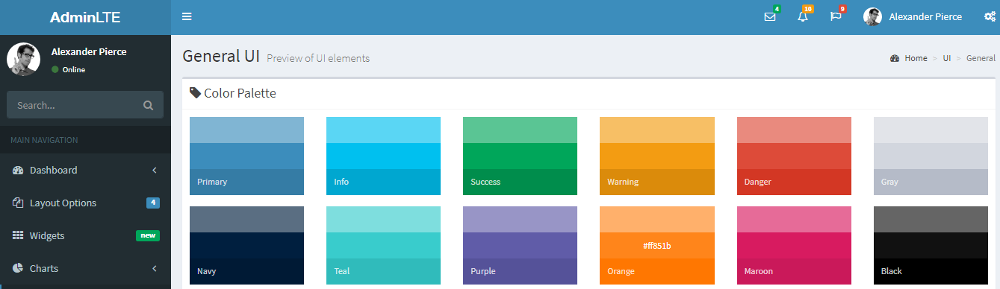 AdminLTE
4
10
9
Alexander Pierce
Alexander Pierce
Online
General UI Preview of UI elements
Home > UI > General
Search...
Color Palette
MAIN NAVIGATION
Dashboard
Layout Options 4
Widgets new
Charts
Primary
Info
Success
Warning
Danger
Gray
#ff851b
Navy
Teal
Purple
Orange
Maroon
Black